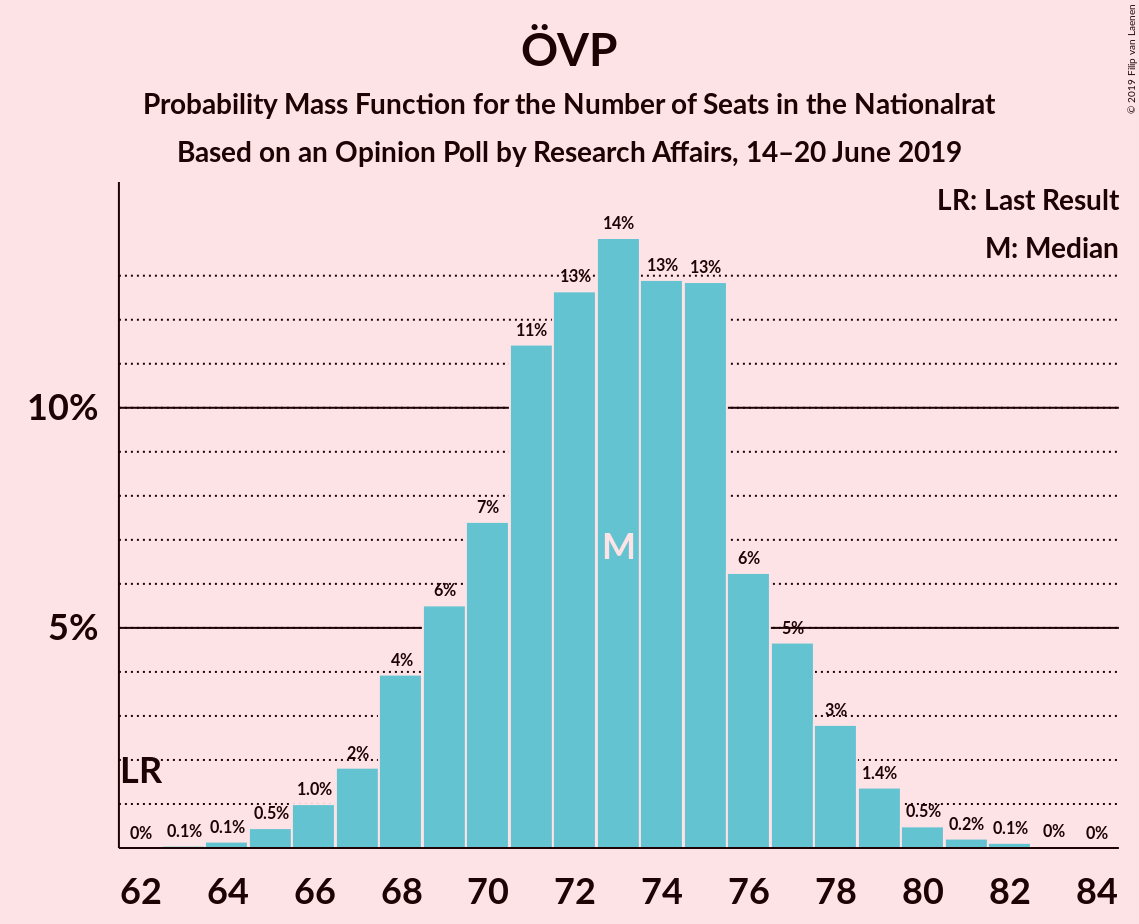 ÖVP
Probability Mass Function for the Number of Seats in the Nationalrat
Based on an Opinion Poll by Research Affairs, 14–20 June 2019
© 2019 Filip van Laenen
LR: Last Result
M: Median
14%
13% 13% 13%
11%
10%
7%
M
6% 6%
5% 5%
4%
3%
2%
LR
1.4%
1.0%
0.5% 0.5%
0% 0.1% 0.1% 0.2% 0.1% 0% 0%
62 64 66 68 70 72 74 76 78 80 82 84